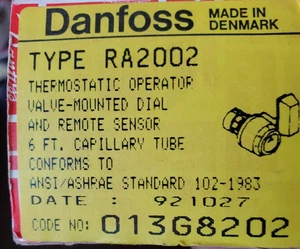 Danfoss MADE IN DENMARK
TYPE RA2002
THERMOSTATIC OPERATOR
VALVE-MOUNTED DIAL
AND REMOTE SENSOR
6 FT. CAPILLARY TUBE
CONFORMS TO
ANSI/ASHRAE STANDARD 102-1983
DATE : 921027
CODE NO: 013G8202